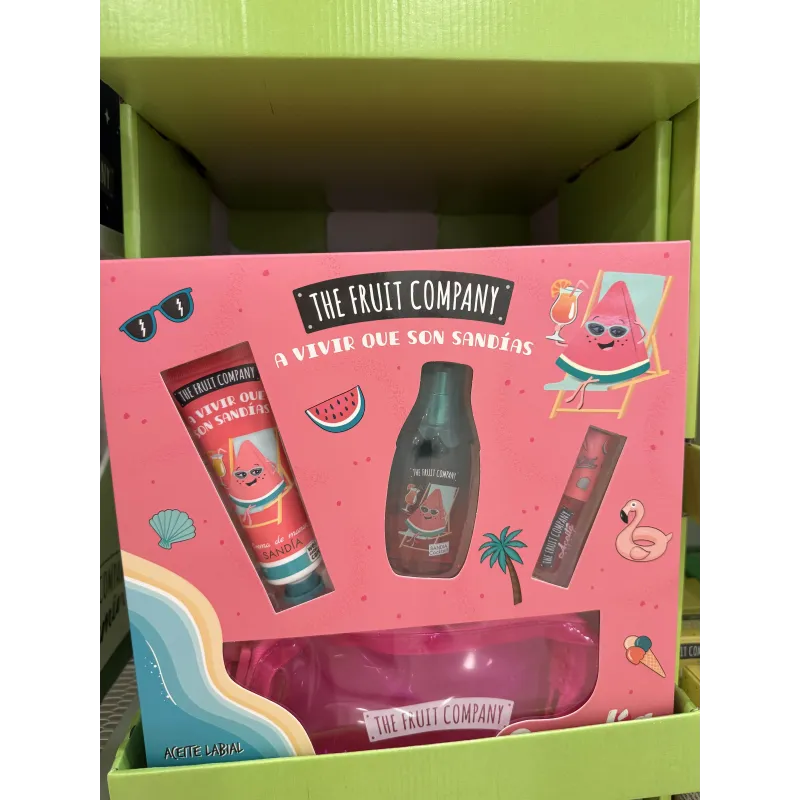 THE FRUIT COMPANY
A VIVIR QUE SON SANDÍAS
THE FRUIT COMPANY
A VIVIR QUE
SON SANDÍAS
SANDÍA
THE FRUIT COMPANY
SANDÍA
THE FRUIT COMPANY
THE FRUIT COMPANY
ACEITE LABIAL